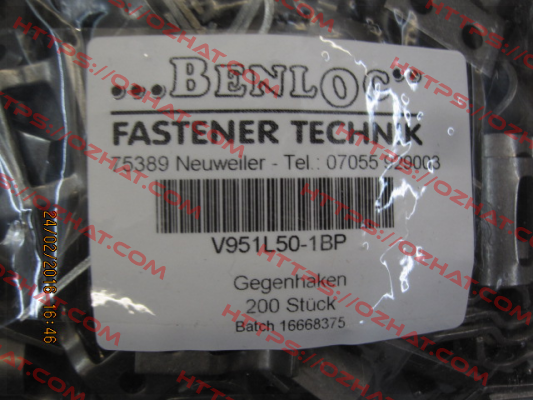 ...BENLOC...
FASTENER TECHNIK
75389 Neuweiler - Tel.: 07055 929003
V951L50-1BP
Gegenhaken
200 Stück
Batch 16668375
24/02/2016 16:46
HTTPS://OZHAT.COM